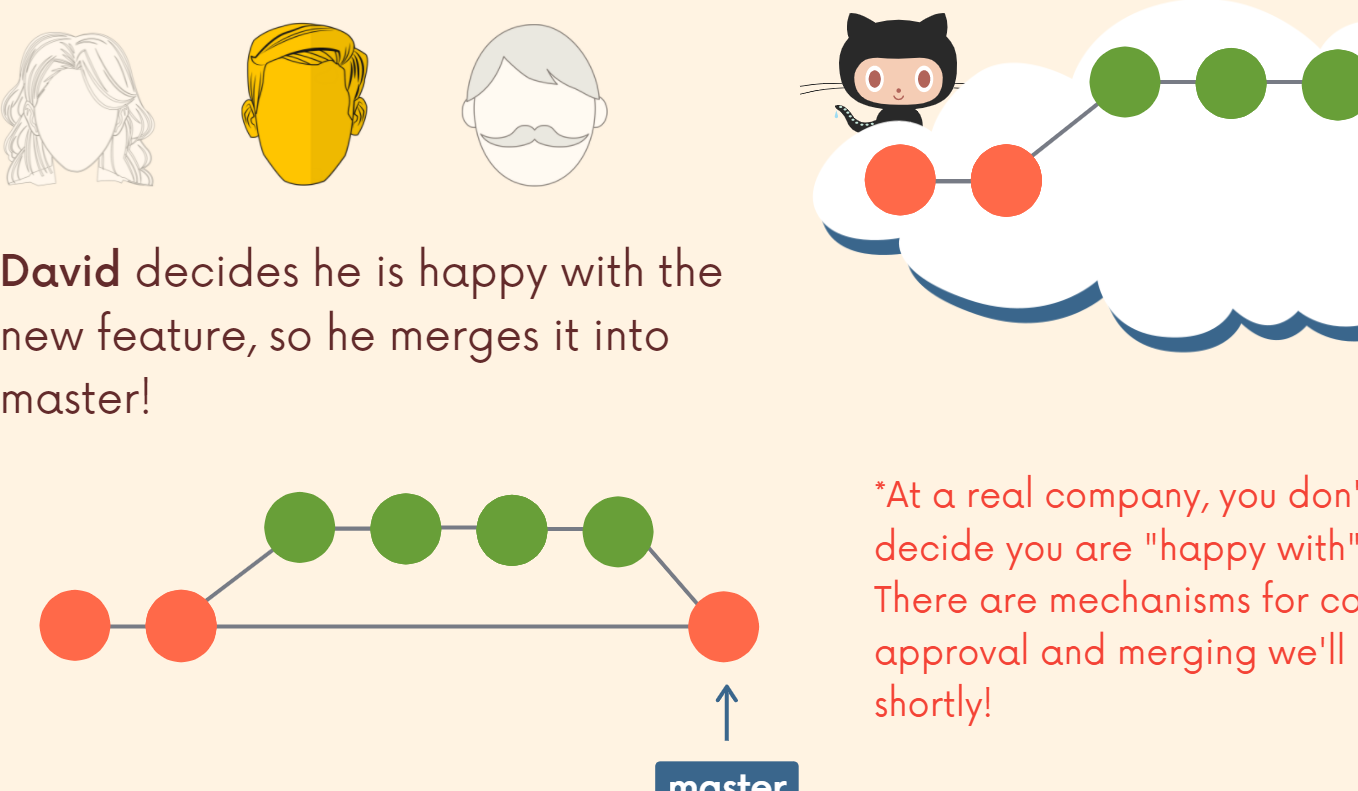 David decides he is happy with the
new feature, so he merges it into
master!
*At a real company, you don'
decide you are "happy with"
There are mechanisms for
approval and merging we'll
shortly!
master